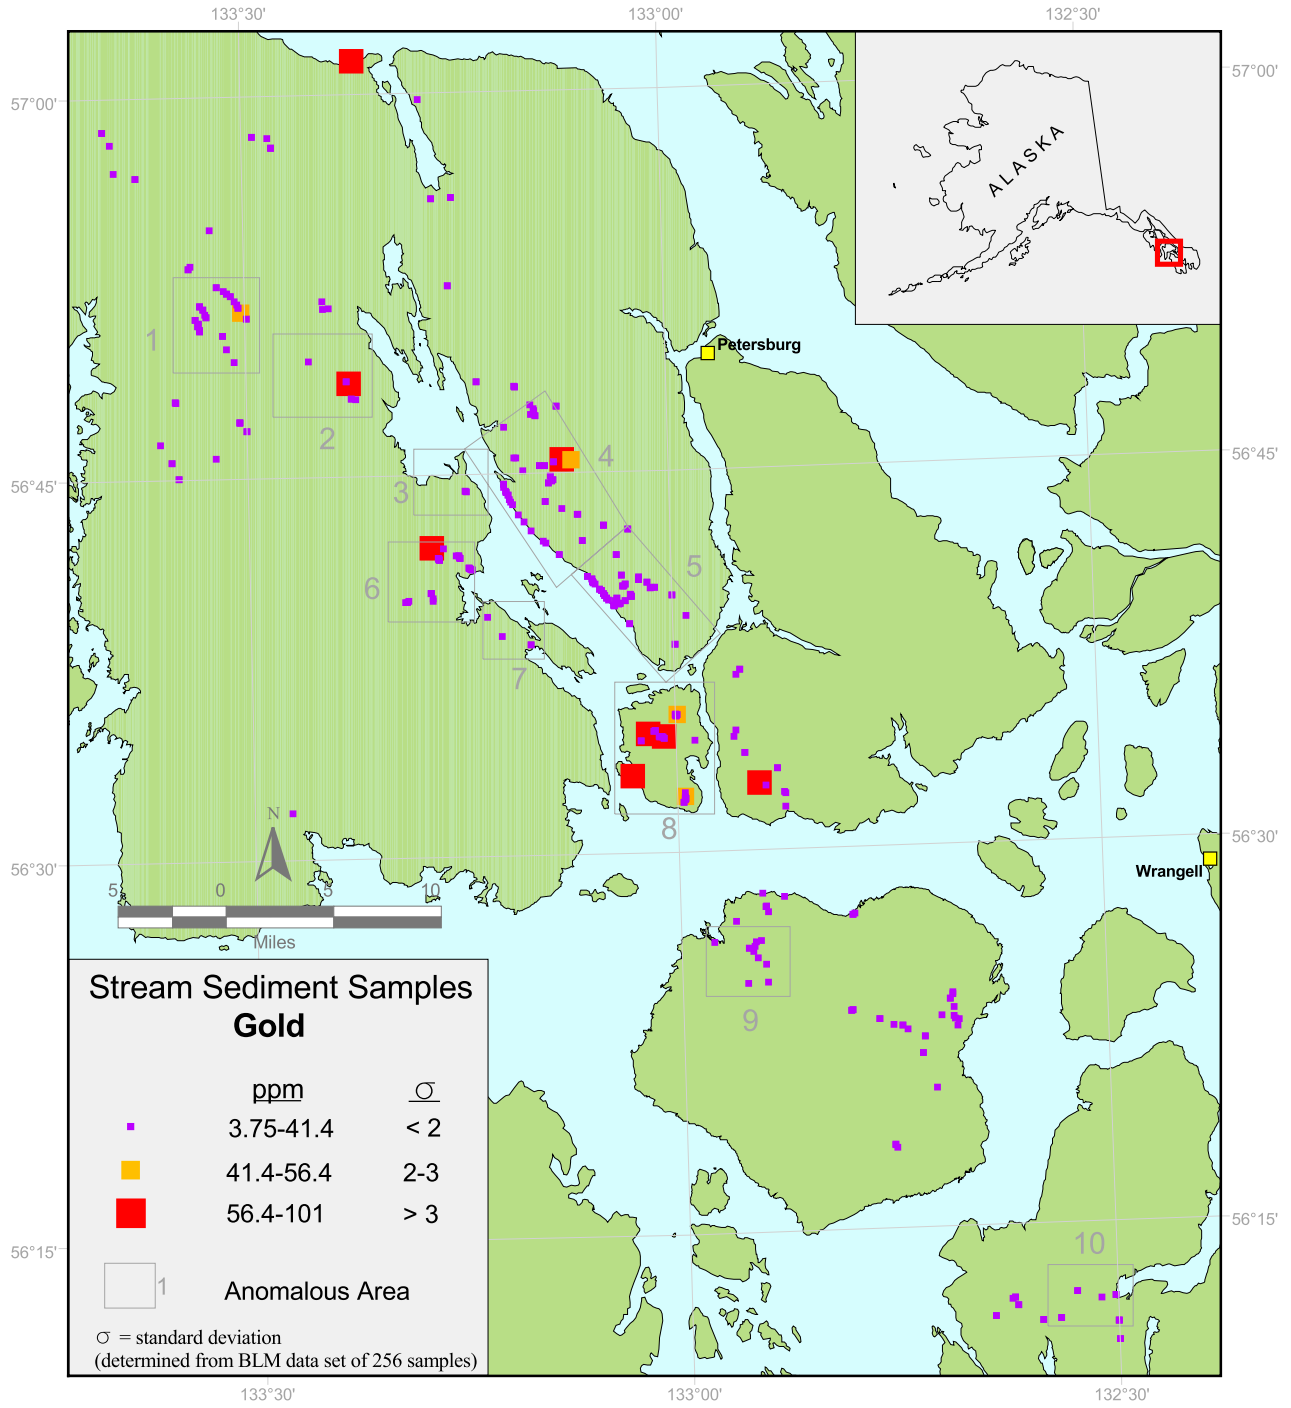 133°30'
133°00'
132°30'
57°00'
57°00'
ALASKA
1
Petersburg
2
4
56°45'
56°45'
3
5
6
7
8
N
56°30'
56°30'
Wrangell
5 0 5 10
Miles
9
Stream Sediment Samples
Gold
ppm σ
3.75-41.4 < 2
41.4-56.4 2-3
56.4-101 > 3
1 Anomalous Area
σ = standard deviation
(determined from BLM data set of 256 samples)
56°15'
56°15'
10
133°30'
133°00'
132°30'